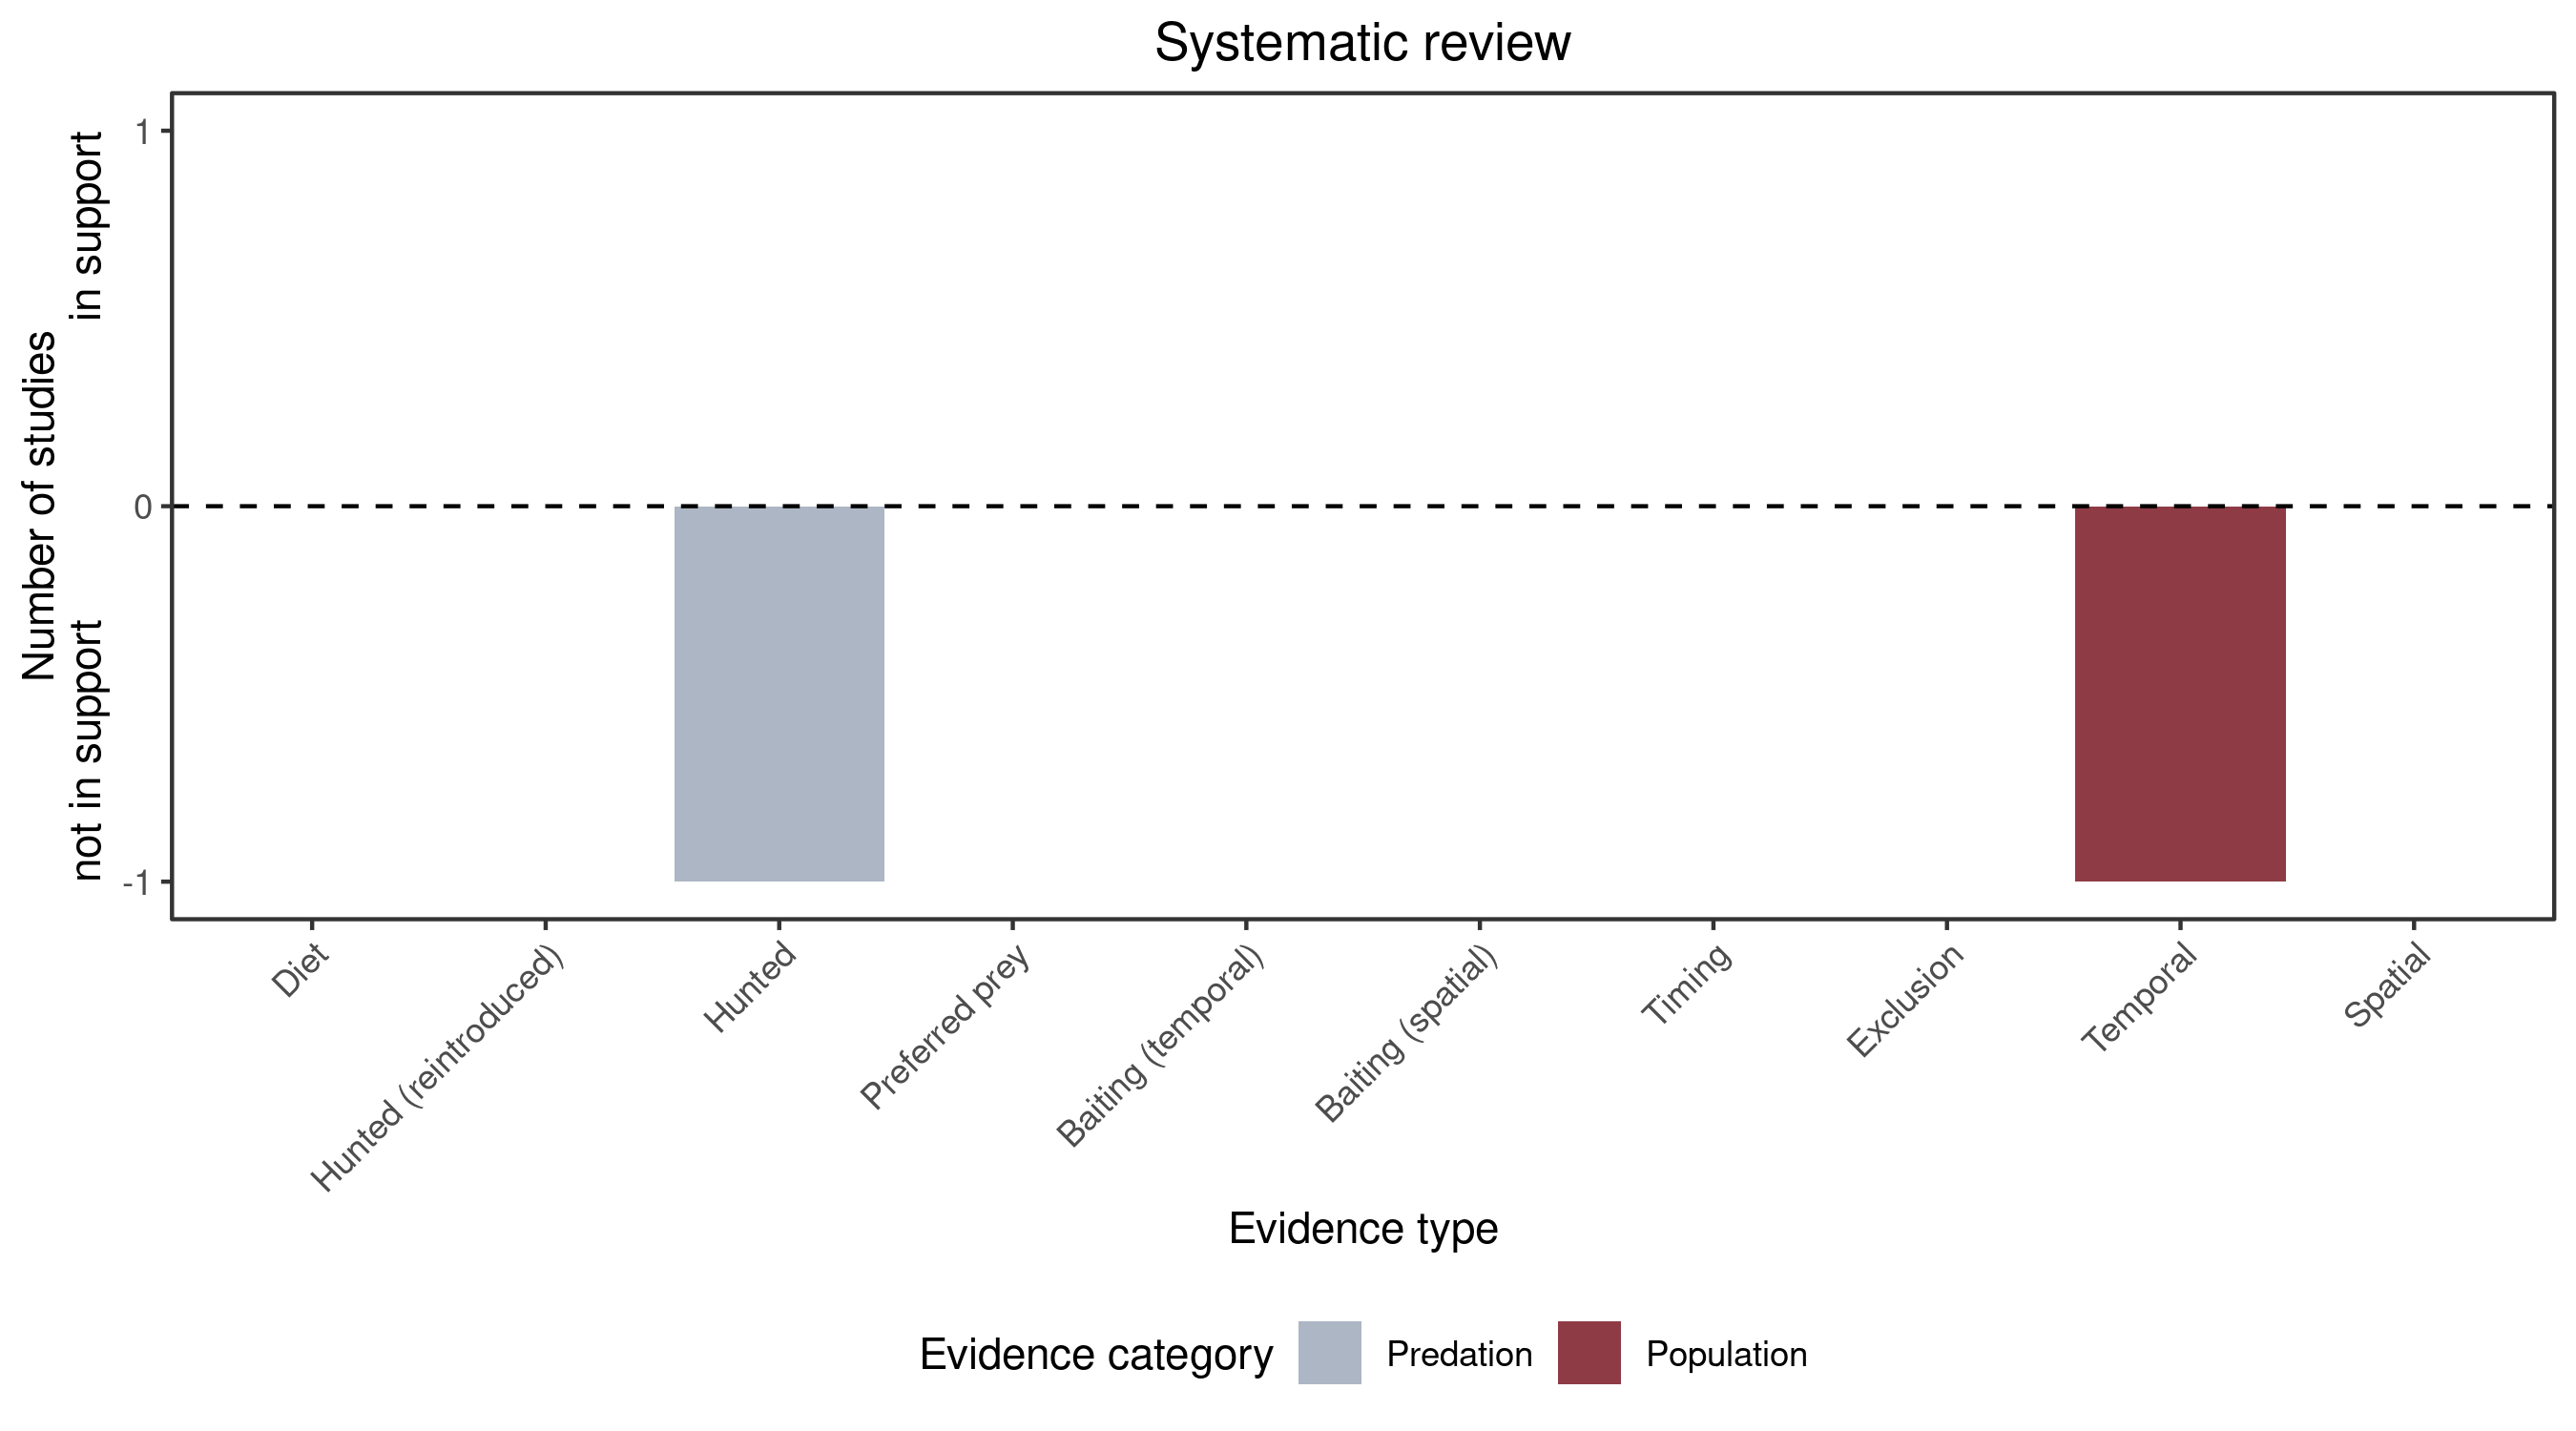 Systematic review
Number of studies
in support
not in support
1
0
-1
Diet
Hunted (reintroduced)
Hunted
Preferred prey
Baiting (temporal)
Baiting (spatial)
Timing
Exclusion
Temporal
Spatial
Evidence type
Evidence category
Predation
Population